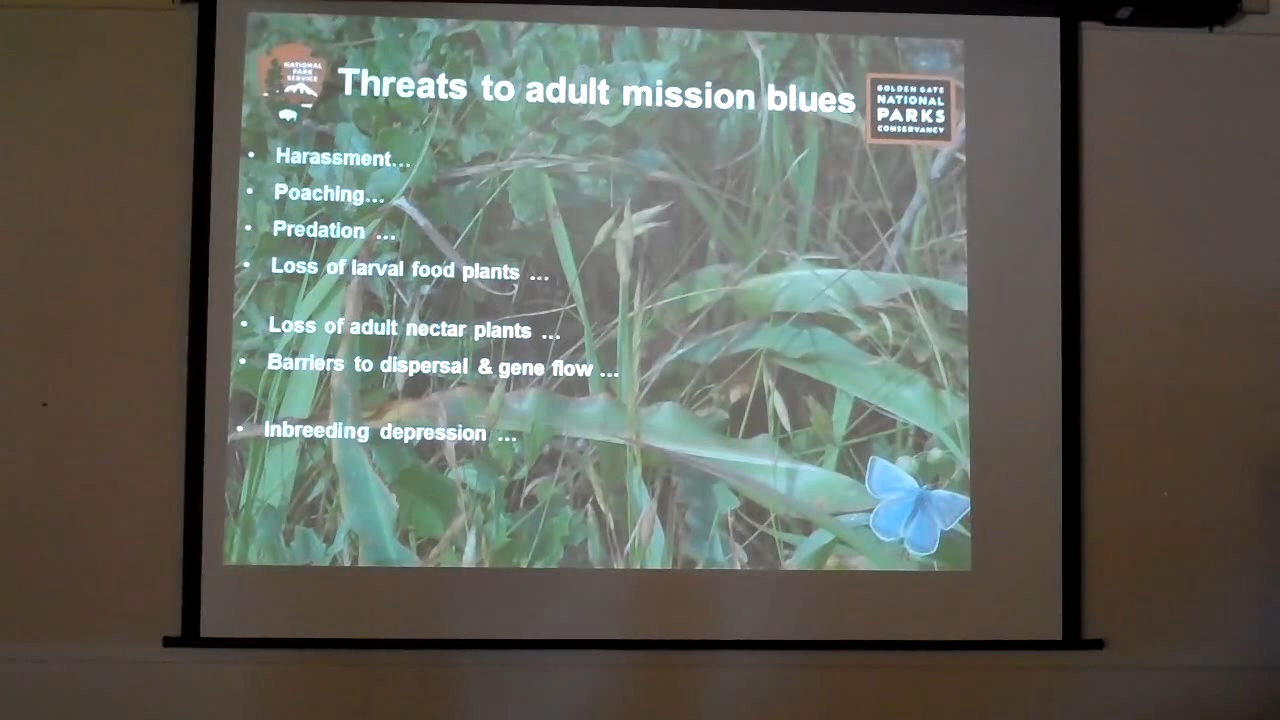 NATIONAL
PARK
SERVICE
Threats to adult mission blues
GOLDEN GATE
NATIONAL
PARKS
CONSERVANCY
• Harassment…
• Poaching…
• Predation …
• Loss of larval food plants …
• Loss of adult nectar plants …
• Barriers to dispersal & gene flow …
• Inbreeding depression …